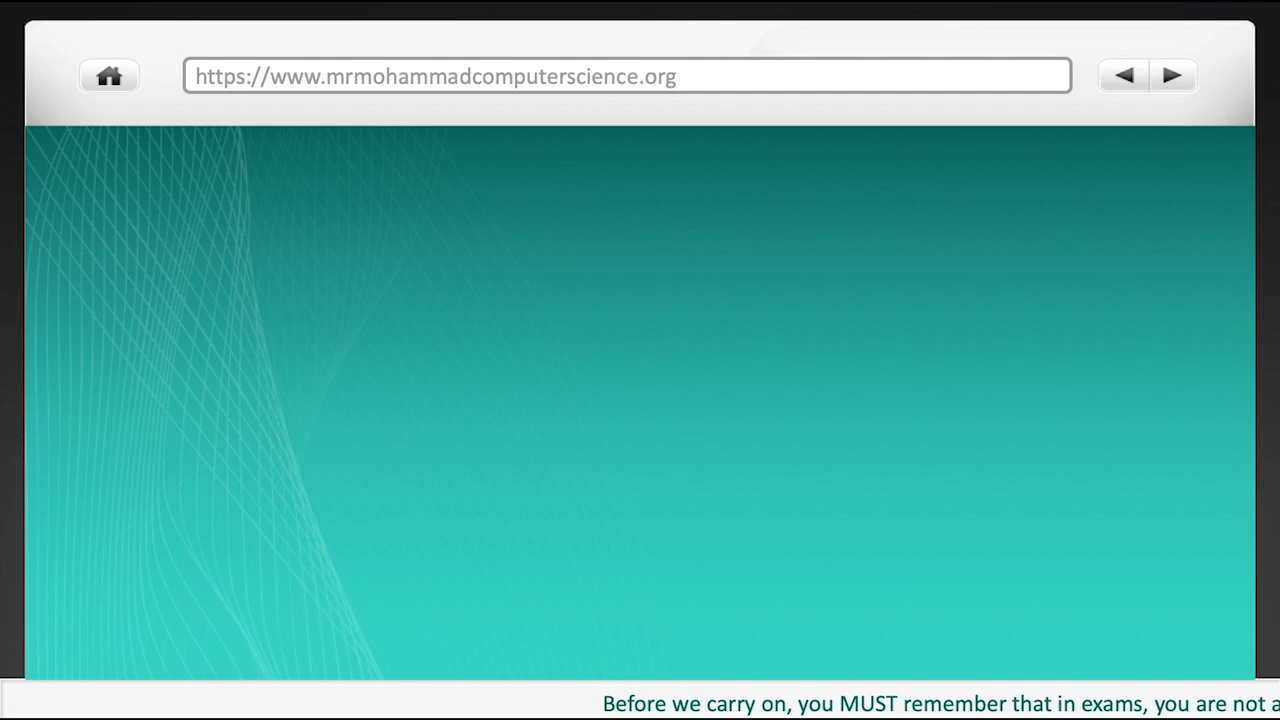 https://www.mrmohammadcomputerscience.org
Before we carry on, you MUST remember that in exams, you are not a